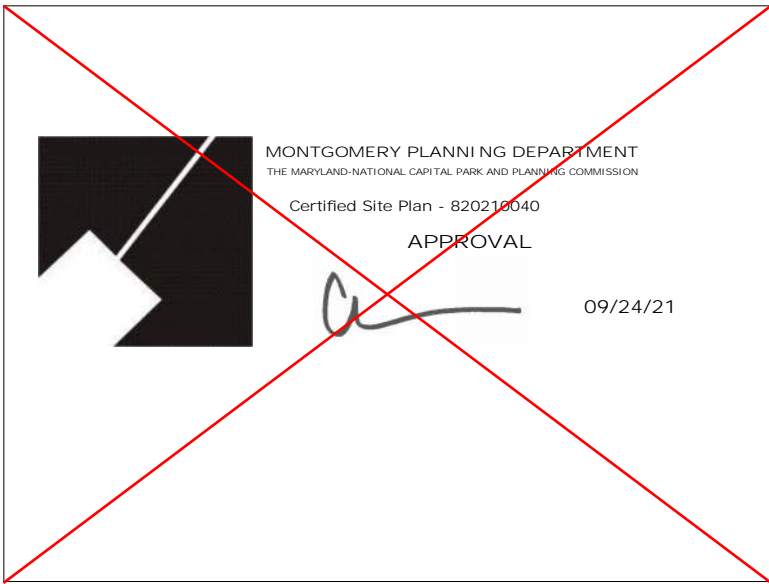 MONTGOMERY PLANNING DEPARTMENT
THE MARYLAND-NATIONAL CAPITAL PARK AND PLANNING COMMISSION
Certified Site Plan - 820210040
APPROVAL
09/24/21